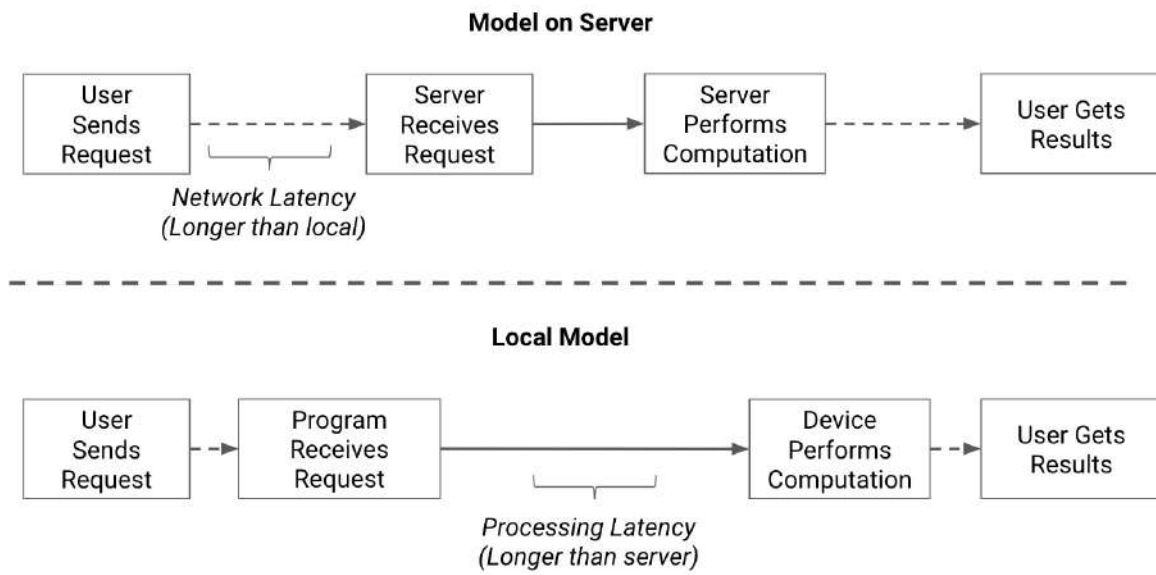 Model on Server
User
Sends
Request
Server
Receives
Request
Server
Performs
Computation
User Gets
Results
Network Latency
(Longer than local)
Local Model
User
Sends
Request
Program
Receives
Request
Device
Performs
Computation
User Gets
Results
Processing Latency
(Longer than server)